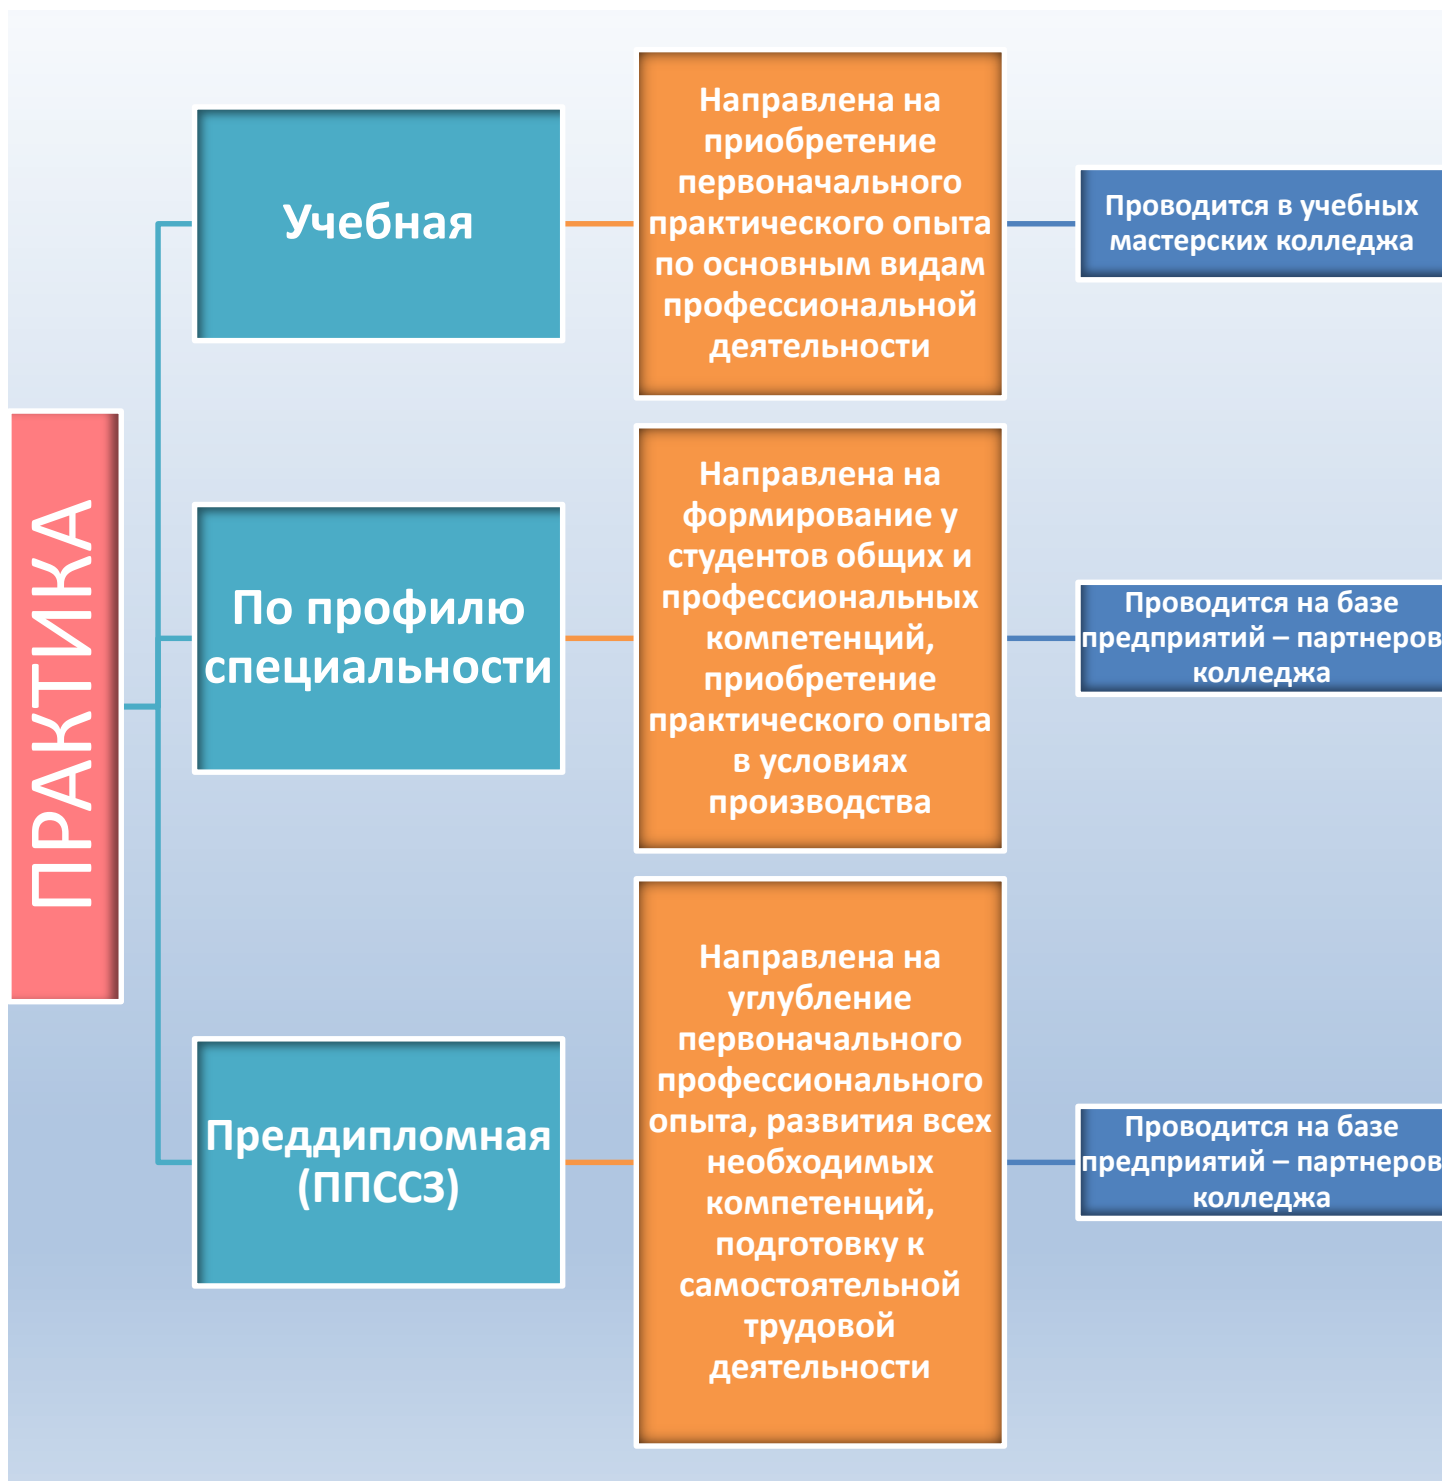 ПРАКТИКА
Учебная
Направлена на
приобретение
первоначального
практического опыта
по основным видам
профессиональной
деятельности
Проводится в учебных
мастерских колледжа
По профилю
специальности
Направлена на
формирование у
студентов общих и
профессиональных
компетенций,
приобретение
практического опыта
в условиях
производства
Проводится на базе
предприятий – партнеров
колледжа
Преддипломная
(ППССЗ)
Направлена на
углубление
первоначального
профессионального
опыта, развития всех
необходимых
компетенций,
подготовку к
самостоятельной
трудовой
деятельности
Проводится на базе
предприятий – партнеров
колледжа